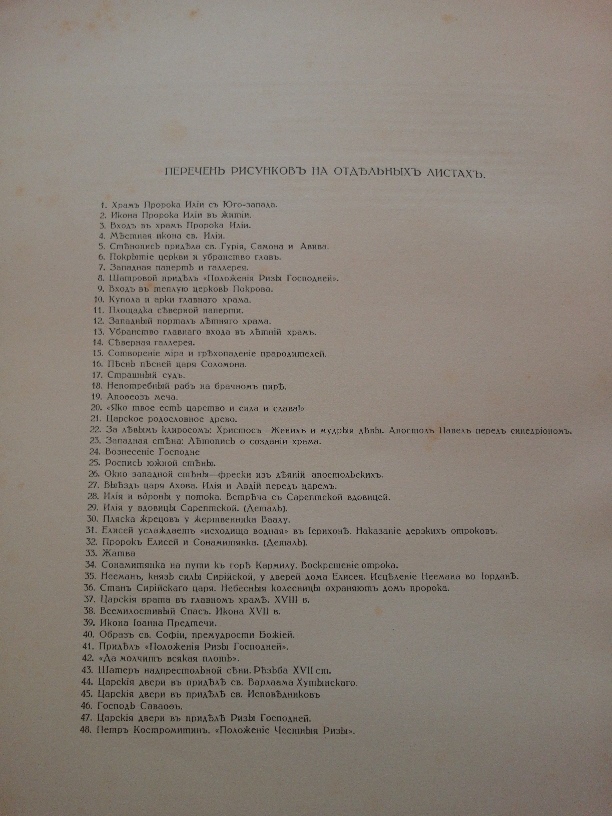 ПЕРЕЧЕНЬ РИСУНКОВЪ НА ОТДѢЛЬНЫХЪ ЛИСТАХЪ.
1. Храмъ Пророка Иліи съ Юго-запада.
2. Икона Пророка Иліи въ житіи.
3. Входъ въ храмъ Пророка Иліи.
4. Мѣстная икона св. Иліи.
5. Стѣнопись придѣла св. Гурія, Самона и Авива.
6. Покрытіе церкви и убранство главъ.
7. Западная паперть и галлерея.
8. Шатровой придѣлъ «Положенія Ризы Господней».
9. Входъ въ теплую церковь Покрова.
10. Купола и арки главнаго храма.
11. Площадка сѣверной паперти.
12. Западный порталъ лѣтняго храма.
13. Убранство главнаго входа въ лѣтній храмъ.
14. Сѣверная галлерея.
15. Сотвореніе міра и грѣхопаденіе прародителей.
16. Пѣснь пѣсней царя Соломона.
17. Страшный судъ.
18. Непотребный рабъ на брачномъ пирѣ.
19. Апоѳеозъ меча.
20. «Яко твое есть царство и сила и слава!»
21. Царское родословное древо.
22. За лѣвымъ клиросомъ: Христосъ—Женихъ и мудрыя дѣвы. Апостолъ Павелъ передъ синедріономъ.
23. Западная стѣна: Лѣтопись о созданіи храма.
24. Вознесеніе Господне
25. Роспись южной стѣны.
26. Окно западной стѣны—фрески изъ дѣяній апостольскихъ.
27. Выѣздъ царя Ахова. Илія и Авдій передъ царемъ.
28. Илія и вороны у потока. Встрѣча съ Сарептской вдовицей.
29. Илія у вдовицы Сарептской. (Деталь).
30. Пляска жрецовъ у жертвенника Ваалу.
31. Елисей услаждаетъ «исходища водная» въ Іерихонѣ. Наказаніе дерзкихъ отроковъ.
32. Пророкъ Елисей и Сонамитянка. (Деталь).
33. Жатва
34. Сонамитянка на пути къ горѣ Кармилу. Воскрешеніе отрока.
35. Нееманъ, князь силы Сирійской, у дверей дома Елисея. Исцѣленіе Неемана во Іорданѣ.
36. Станъ Сирійскаго царя. Небесныя колесницы охраняютъ домъ пророка.
37. Царскія врата въ главномъ храмѣ. XVIII в.
38. Всемилостивый Спасъ. Икона XVII в.
39. Икона Іоанна Предтечи.
40. Образъ св. Софіи, премудрости Божіей.
41. Придѣлъ «Положенія Ризы Господней».
42. «Да молчитъ всякая плоть».
43. Шатеръ надпрестольной сѣни. Рѣзьба XVII ст.
44. Царскія двери въ придѣлѣ св. Варлаама Хутынскаго.
45. Царскія двери въ придѣлѣ св. Исповѣдниковъ
46. Господь Саваоѳъ.
47. Царскія двери въ придѣлѣ Ризы Господней.
48. Петръ Костромитинъ. «Положеніе Честныя Ризы».